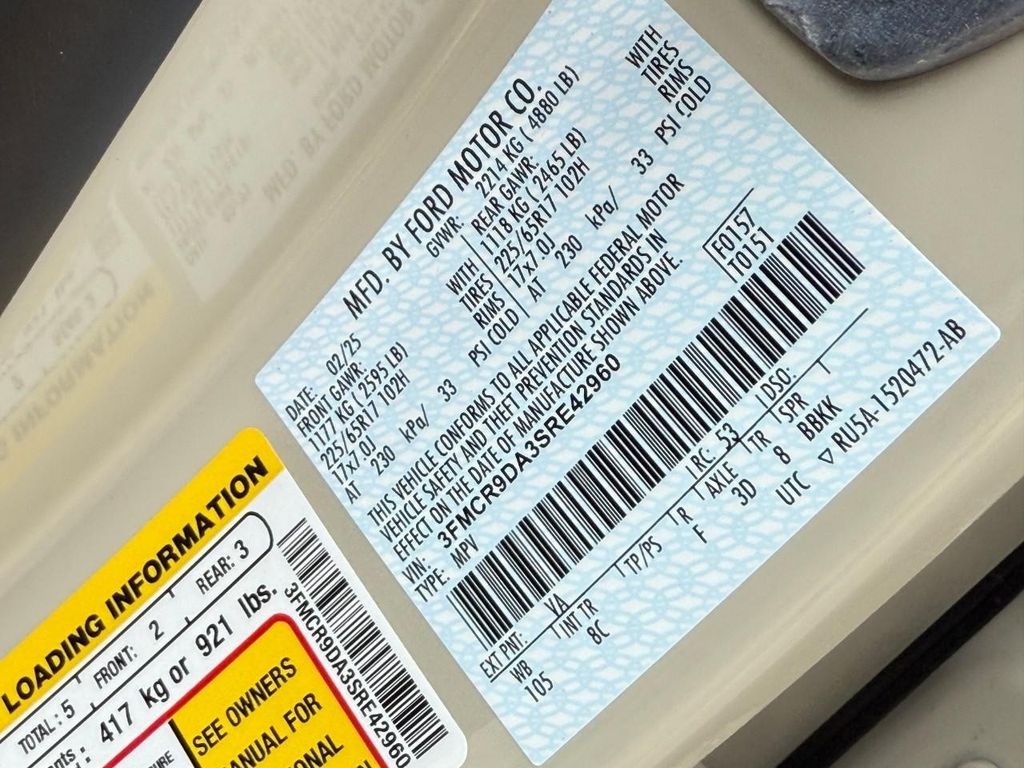 MFD. BY FORD MOTOR CO.
DATE: 02/25 GVWR: 2214 KG ( 4880 LB)
FRONT GAWR: REAR GAWR:
1177 KG ( 2595 LB) WITH 1118 KG ( 2465 LB) WITH
225/65R17 102H TIRES 225/65R17 102H TIRES
17x7.0J RIMS 17x7.0J RIMS
AT 230 kPa/ 33 PSI COLD AT 230 kPa/ 33 PSI COLD
THIS VEHICLE CONFORMS TO ALL APPLICABLE FEDERAL MOTOR
VEHICLE SAFETY AND THEFT PREVENTION STANDARDS IN
EFFECT ON THE DATE OF MANUFACTURE SHOWN ABOVE.
VIN: 3FMCR9DA3SRE42960 F0157
TYPE: MPV T0151
EXT PNT: YA RC: 53 DSO:
WB INT TR TP/PS R AXLE TR SPR
105 8C F 3D 8 BBKK
UTC ▽RU5A-1520472-AB
LOADING INFORMATION
TOTAL: 5 FRONT: 2 REAR: 3
nts: 417 kg or 921 lbs.
SEE OWNERS
ANUAL FOR
ONAL
3FMCR9DA3SRE42960